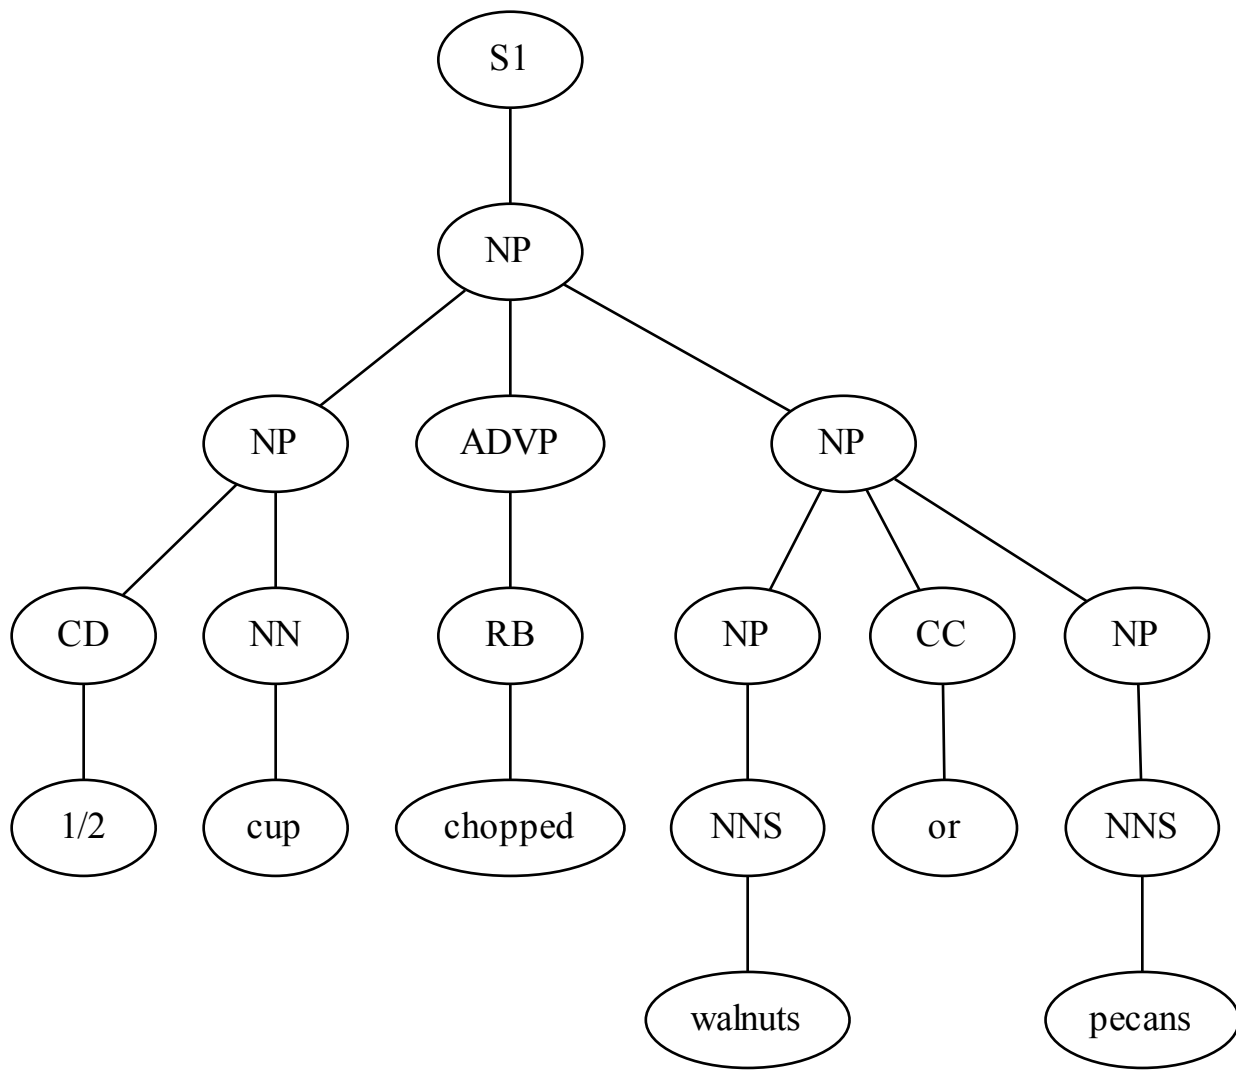 S1
NP
NP ADVP NP
CD NN RB NP CC NP
1/2 cup chopped NNS or NNS
walnuts pecans